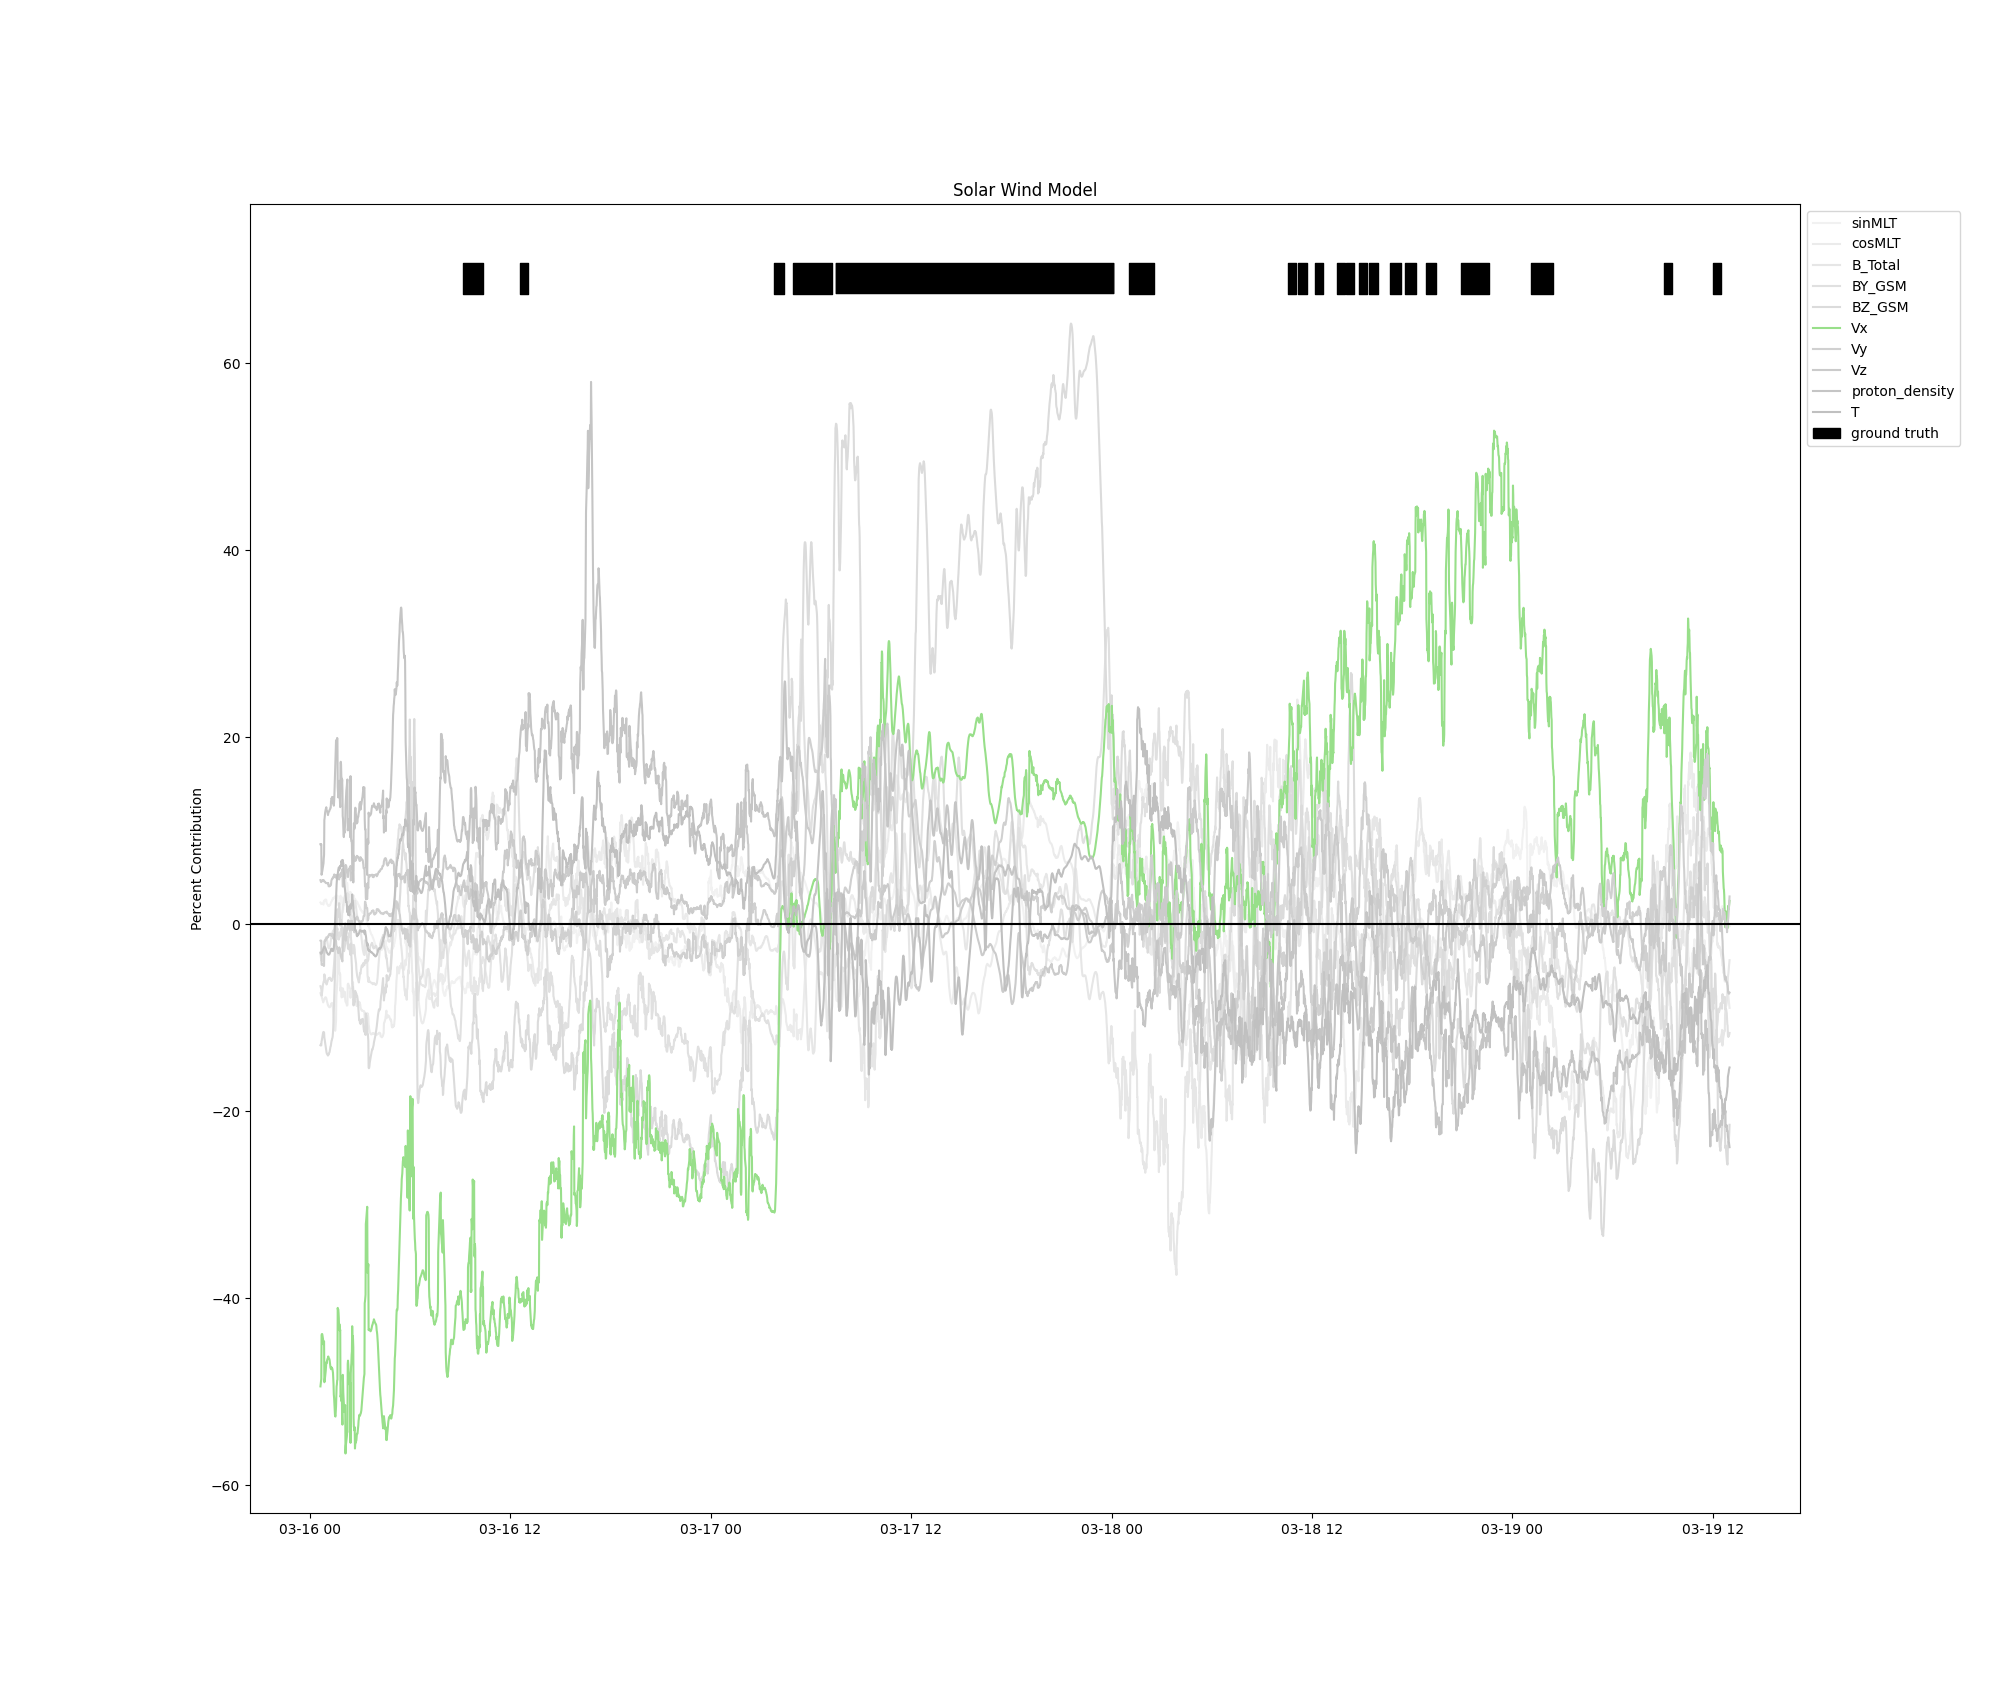 Solar Wind Model
sinMLT
cosMLT
B_Total
BY_GSM
BZ_GSM
Vx
Vy
Vz
proton_density
T
ground truth
Percent Contribution
60
40
20
0
−20
−40
−60
03-16 00
03-16 12
03-17 00
03-17 12
03-18 00
03-18 12
03-19 00
03-19 12